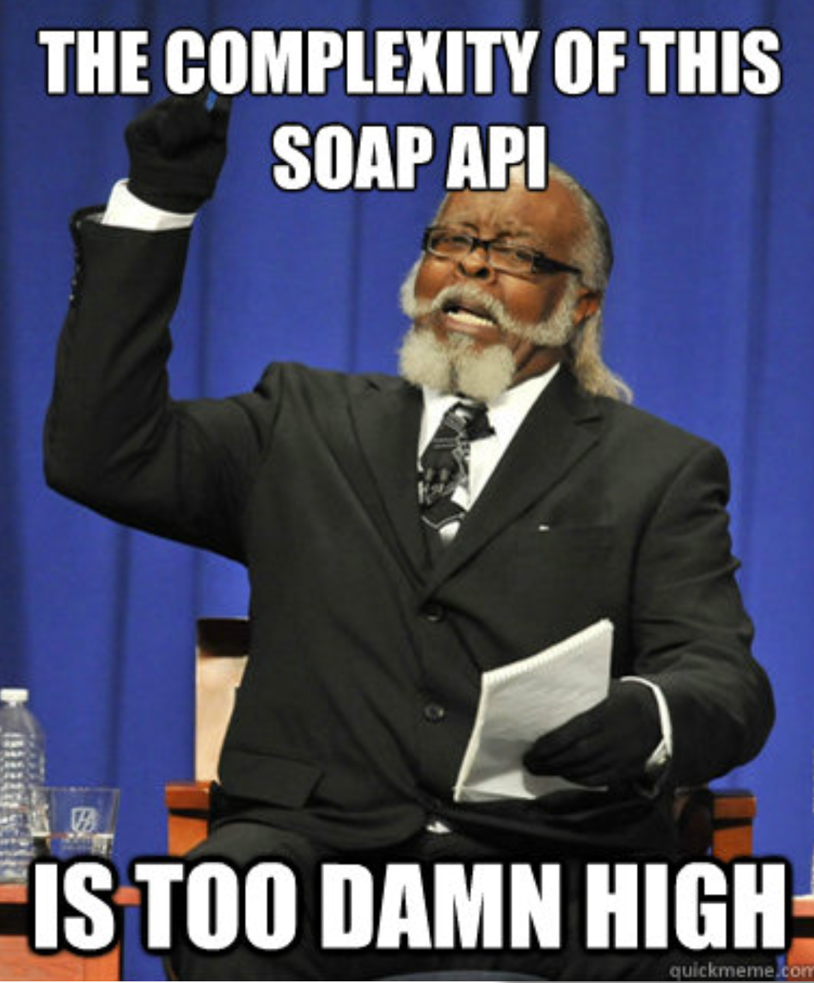 THE COMPLEXITY OF THIS
SOAP API
IS TOO DAMN HIGH
quickmeme.com